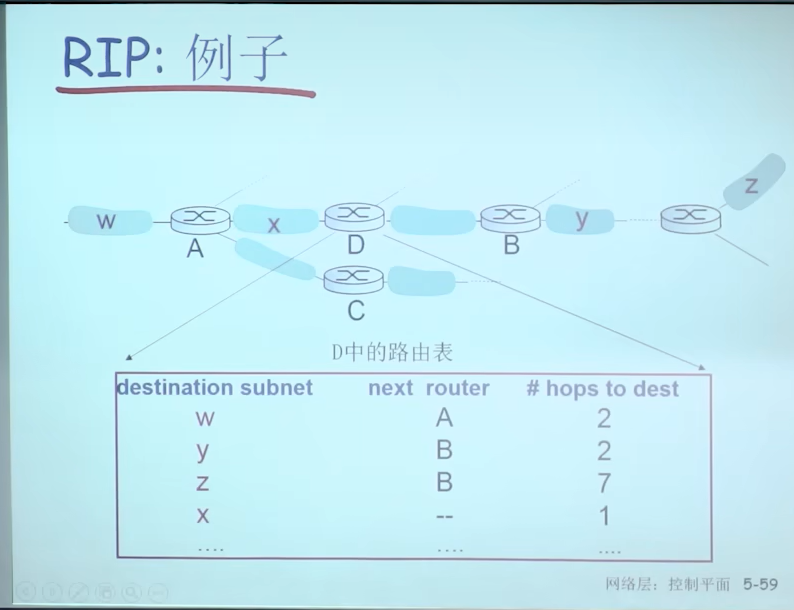 RIP: 例子
z
w
x
y
A
D
B
C
D中的路由表
destination subnet next router # hops to dest
w A 2
y B 2
z B 7
x -- 1
.... .... ....
网络层: 控制平面 5-59